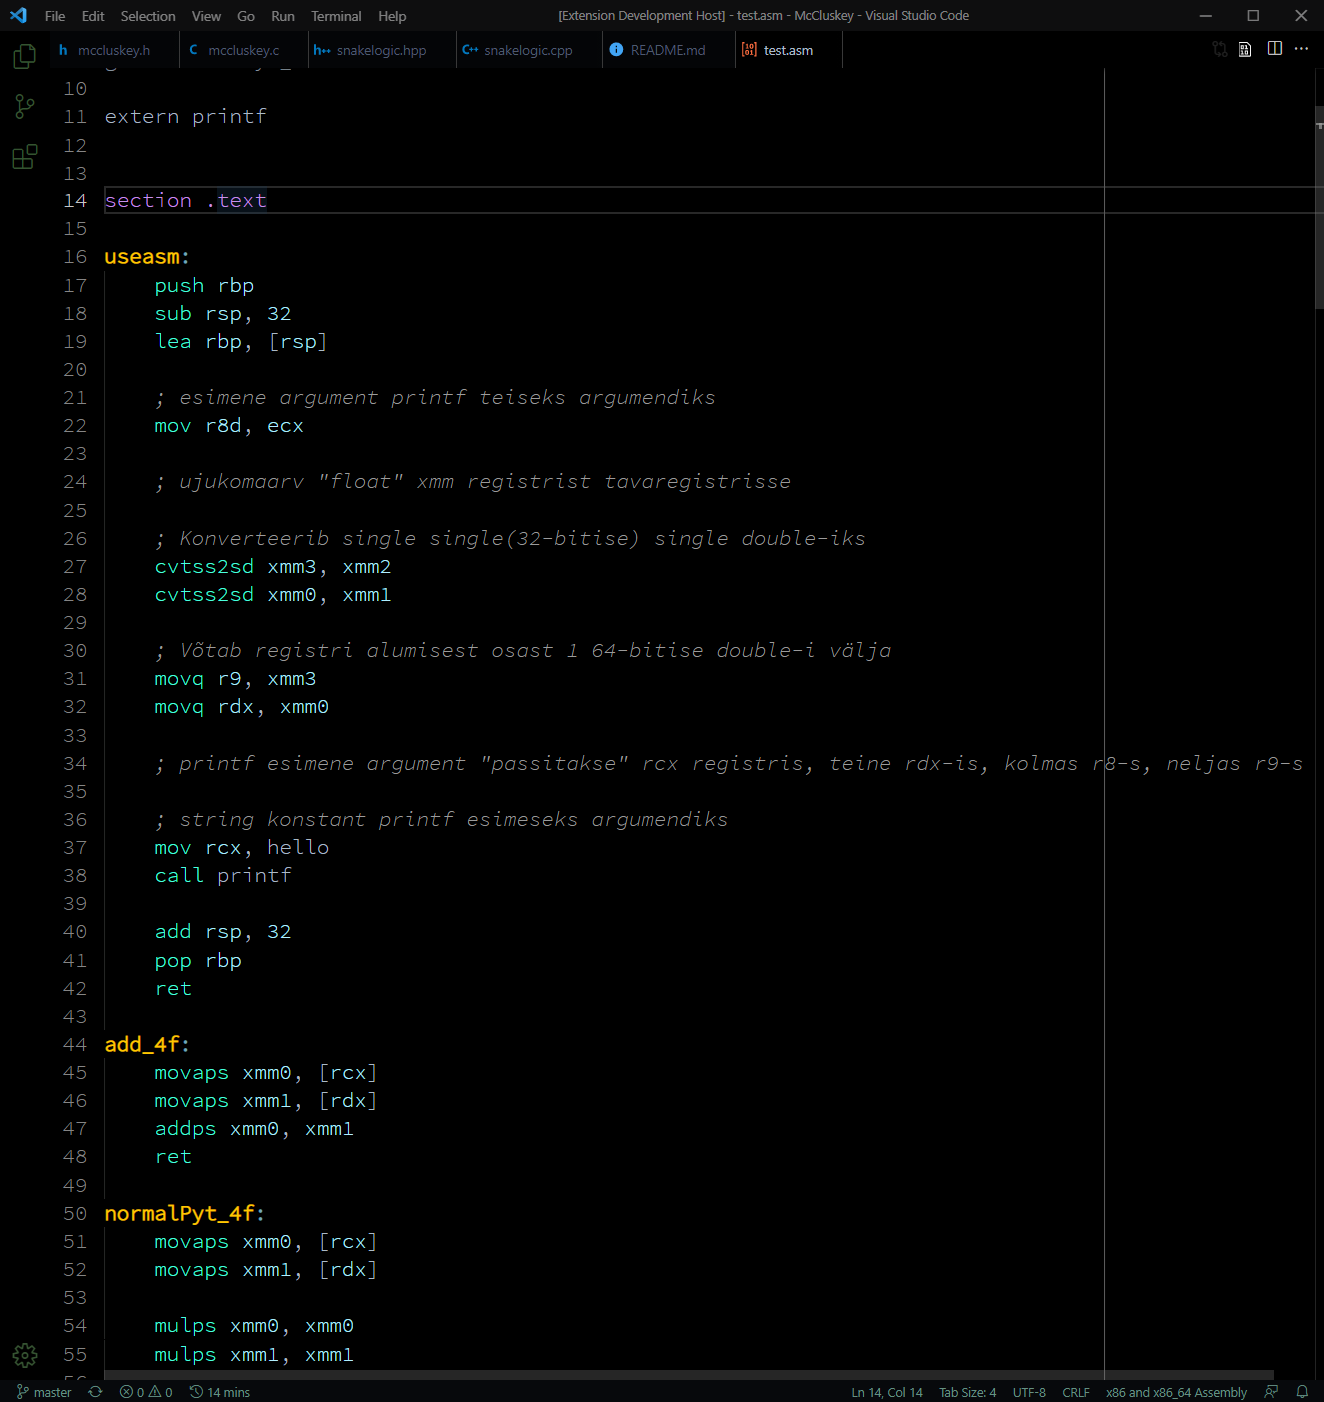 File Edit Selection View Go Run Terminal Help [Extension Development Host] - test.asm - McCluskey - Visual Studio Code
mccluskey.h mccluskey.c snakelogic.hpp snakelogic.cpp README.md test.asm
10
11 extern printf
12
13
14 section .text
15
16 useasm:
17 push rbp
18 sub rsp, 32
19 lea rbp, [rsp]
20
21 ; esimene argument printf teiseks argumendiks
22 mov r8d, ecx
23
24 ; ujukomaarv "float" xmm registrist tavaregistrisse
25
26 ; Konverteerib single single(32-bitise) single double-iks
27 cvtss2sd xmm3, xmm2
28 cvtss2sd xmm0, xmm1
29
30 ; Võtab registri alumisest osast 1 64-bitise double-i välja
31 movq r9, xmm3
32 movq rdx, xmm0
33
34 ; printf esimene argument "passitakse" rcx registris, teine rdx-is, kolmas r8-s, neljas r9-s
35
36 ; string konstant printf esimeseks argumendiks
37 mov rcx, hello
38 call printf
39
40 add rsp, 32
41 pop rbp
42 ret
43
44 add_4f:
45 movaps xmm0, [rcx]
46 movaps xmm1, [rdx]
47 addps xmm0, xmm1
48 ret
49
50 normalPyt_4f:
51 movaps xmm0, [rcx]
52 movaps xmm1, [rdx]
53
54 mulps xmm0, xmm0
55 mulps xmm1, xmm1
master 0 0 14 mins Ln 14, Col 14 Tab Size: 4 UTF-8 CRLF x86 and x86_64 Assembly